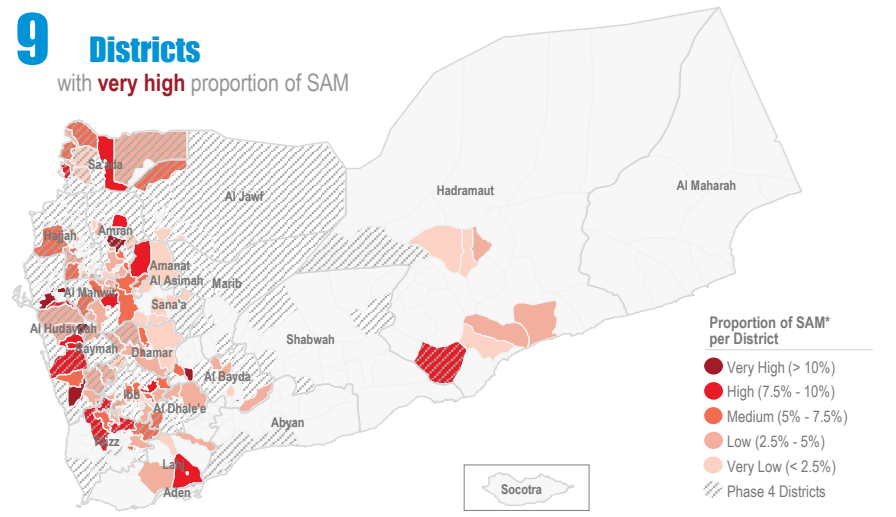 9 Districts
with very high proportion of SAM
Sa'ada
Al Jawf
Hadramaut
Al Maharah
Hajjah
Amran
Amanat
Al Asimah
Marib
Al Mahwit
Sana'a
Al Hudaydah
Shabwah
Raymah
Dhamar
Al Bayda
Ibb
Al Dhale'e
Abyan
Taizz
Lahj
Aden
Socotra
Proportion of SAM*
per District
Very High (> 10%)
High (7.5% - 10%)
Medium (5% - 7.5%)
Low (2.5% - 5%)
Very Low (< 2.5%)
Phase 4 Districts